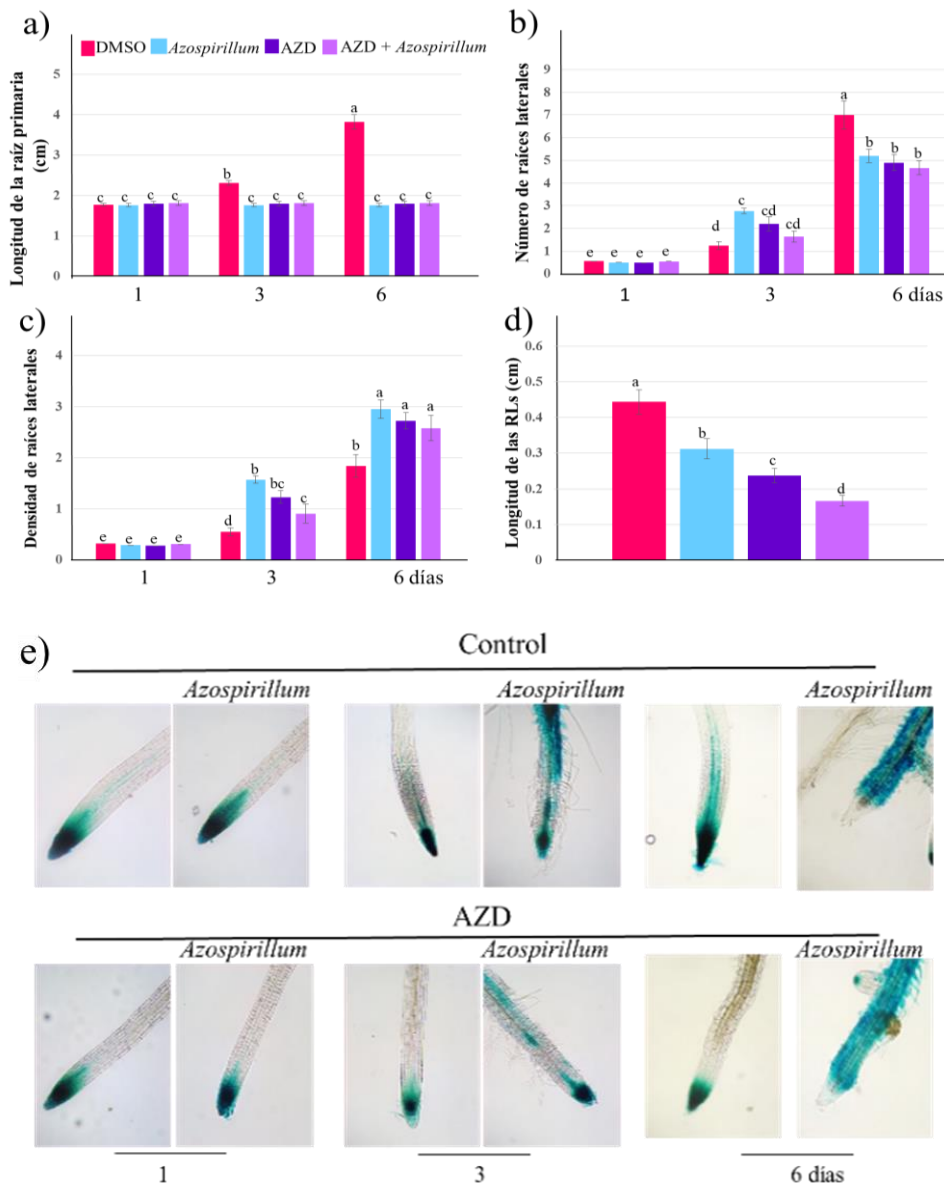 a)
DMSO Azospirillum AZD AZD + Azospirillum
Longitud de la raíz primaria
(cm)
5
4
3
2
1
0
c c c c
b c c c
a c c c
1 3 6
b)
Número de raíces laterales
9
8
7
6
5
4
3
2
1
0
e e e e
d c cd cd
a b b b
1 3 6 días
c)
Densidad de raíces laterales
4
3
2
1
0
e e e e
d b bc c
b a a a
1 3 6 días
d)
Longitud de las RLs (cm)
0.6
0.5
0.4
0.3
0.2
0.1
0
a b c d
e)
Control
Azospirillum Azospirillum Azospirillum
AZD
Azospirillum Azospirillum Azospirillum
1 3 6 días